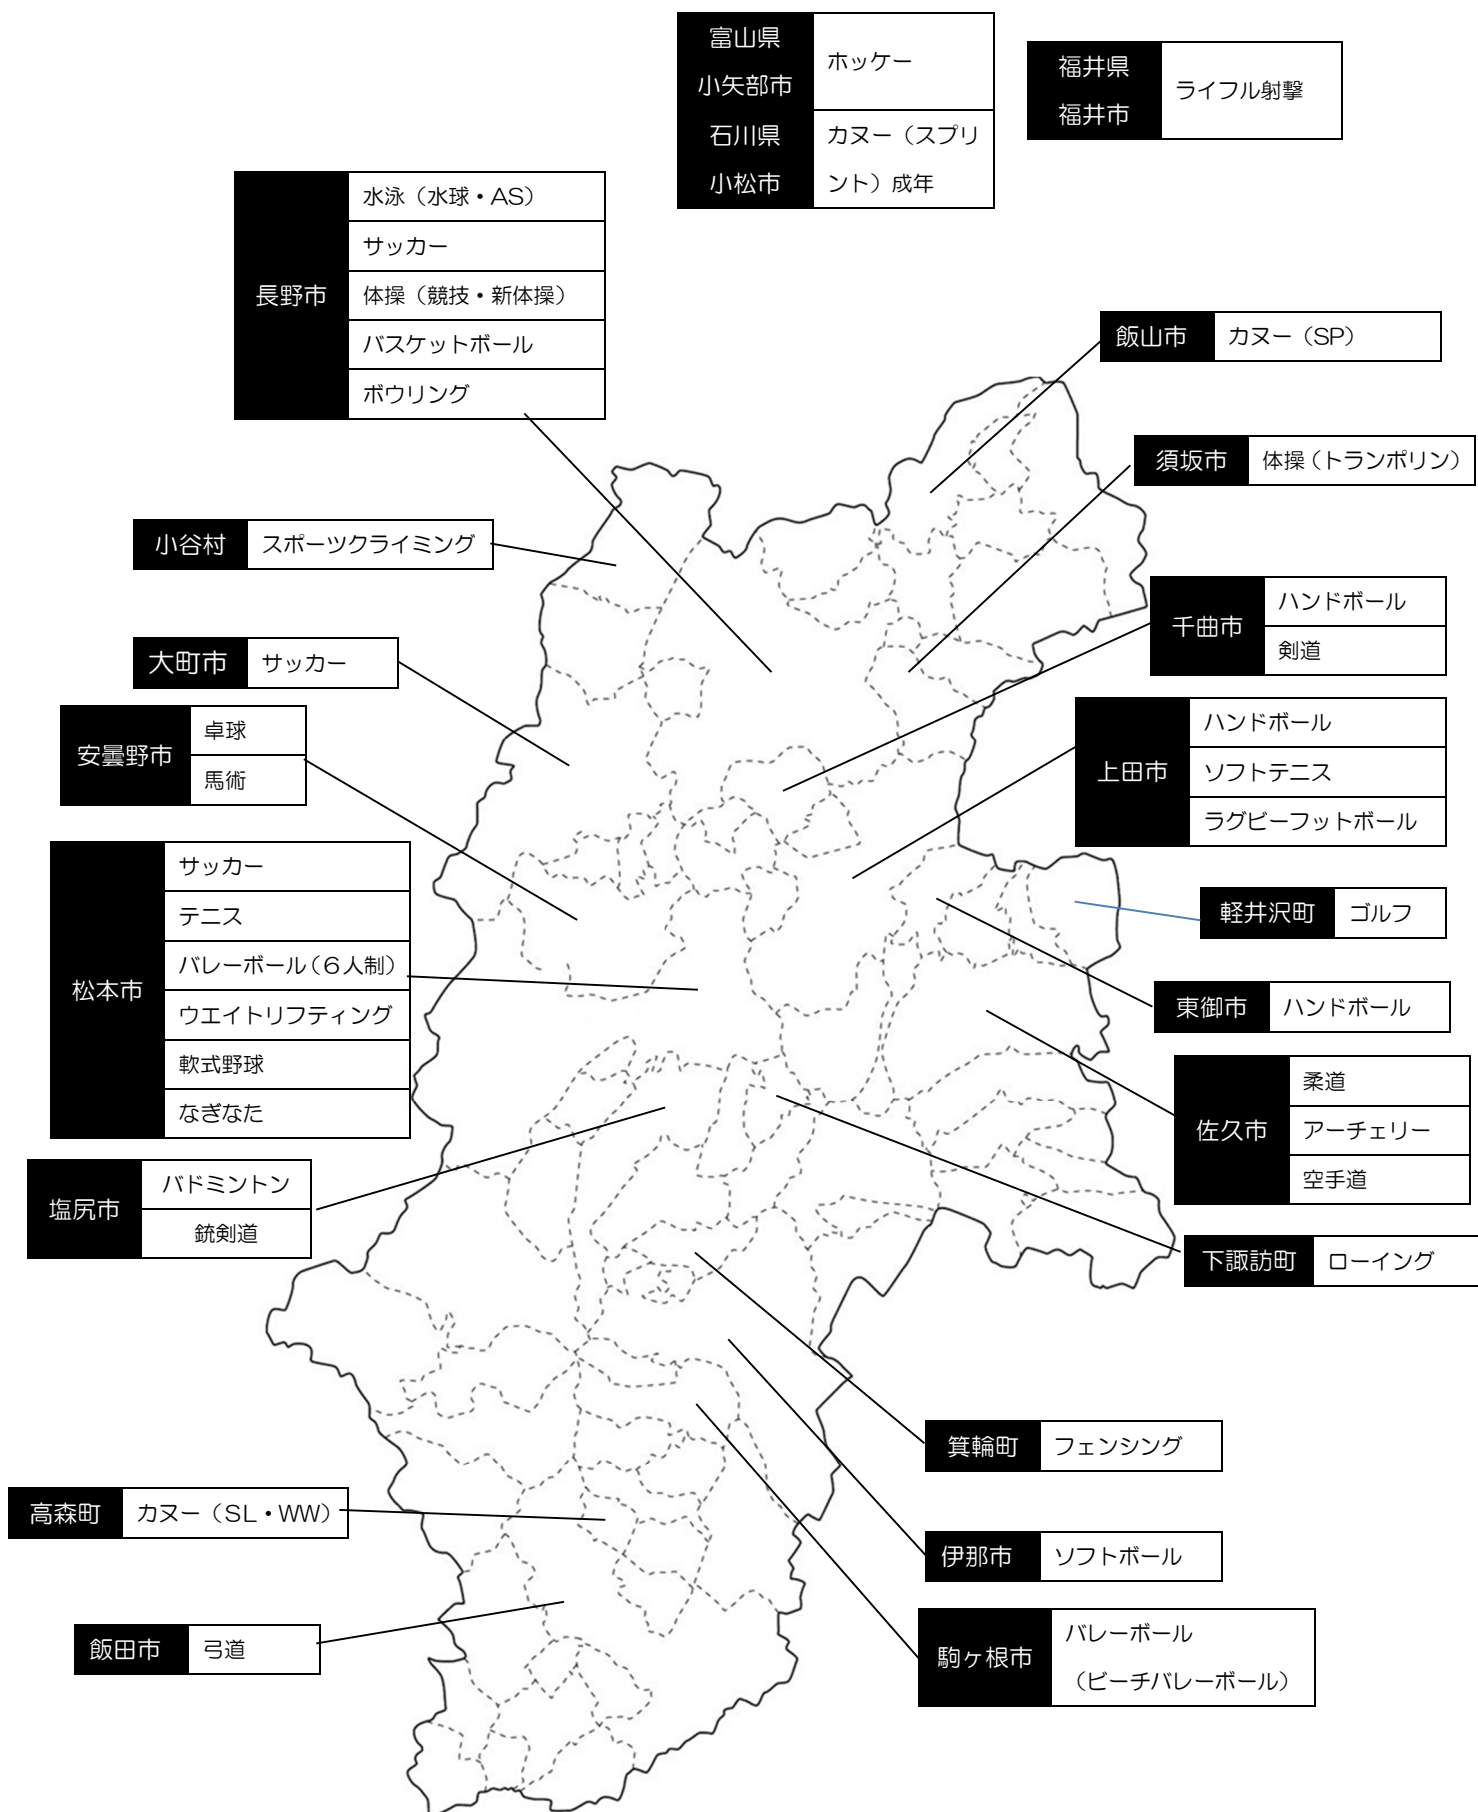 富山県
小矢部市
ホッケー
石川県
小松市
カヌー（スプリ
ント）成年
福井県
福井市
ライフル射撃
長野市
水泳（水球・AS）
サッカー
体操（競技・新体操）
バスケットボール
ボウリング
飯山市
カヌー（SP）
須坂市
体操（トランポリン）
小谷村
スポーツクライミング
千曲市
ハンドボール
剣道
大町市
サッカー
安曇野市
卓球
馬術
上田市
ハンドボール
ソフトテニス
ラグビーフットボール
松本市
サッカー
テニス
バレーボール（６人制）
ウエイトリフティング
軟式野球
なぎなた
軽井沢町
ゴルフ
東御市
ハンドボール
佐久市
柔道
アーチェリー
空手道
塩尻市
バドミントン
銃剣道
下諏訪町
ローイング
箕輪町
フェンシング
高森町
カヌー（SL・WW）
伊那市
ソフトボール
飯田市
弓道
駒ヶ根市
バレーボール
（ビーチバレーボール）